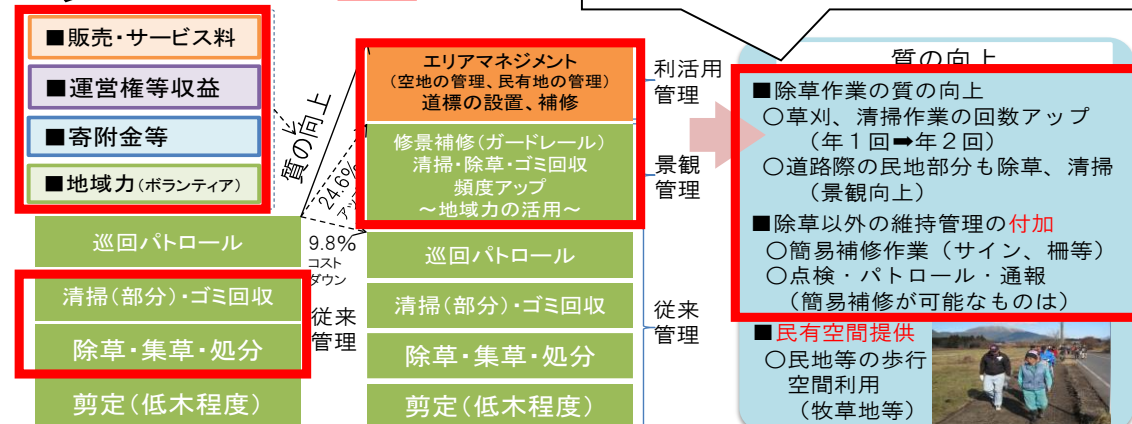 ■販売・サービス料
■運営権等収益
■寄附金等
■地域力(ボランティア)
巡回パトロール
清掃(部分)・ゴミ回収
除草・集草・処分
剪定(低木程度)
質の向上
24.6%
アップ
9.8%
コスト
ダウン
従来
管理
エリアマネジメント
(空地の管理、民有地の管理)
道標の設置、補修
修景補修(ガードレール)
清掃・除草・ゴミ回収
頻度アップ
～地域力の活用～
巡回パトロール
清掃(部分)・ゴミ回収
除草・集草・処分
剪定(低木程度)
利活用
管理
景観
管理
従来
管理
質の向上
■除草作業の質の向上
○草刈、清掃作業の回数アップ
(年1回➡年2回)
○道路際の民地部分も除草、清掃
(景観向上)
■除草以外の維持管理の付加
○簡易補修作業(サイン、柵等)
○点検・パトロール・通報
(簡易補修が可能なものは)
■民有空間提供
○民地等の歩行
空間利用
(牧草地等)